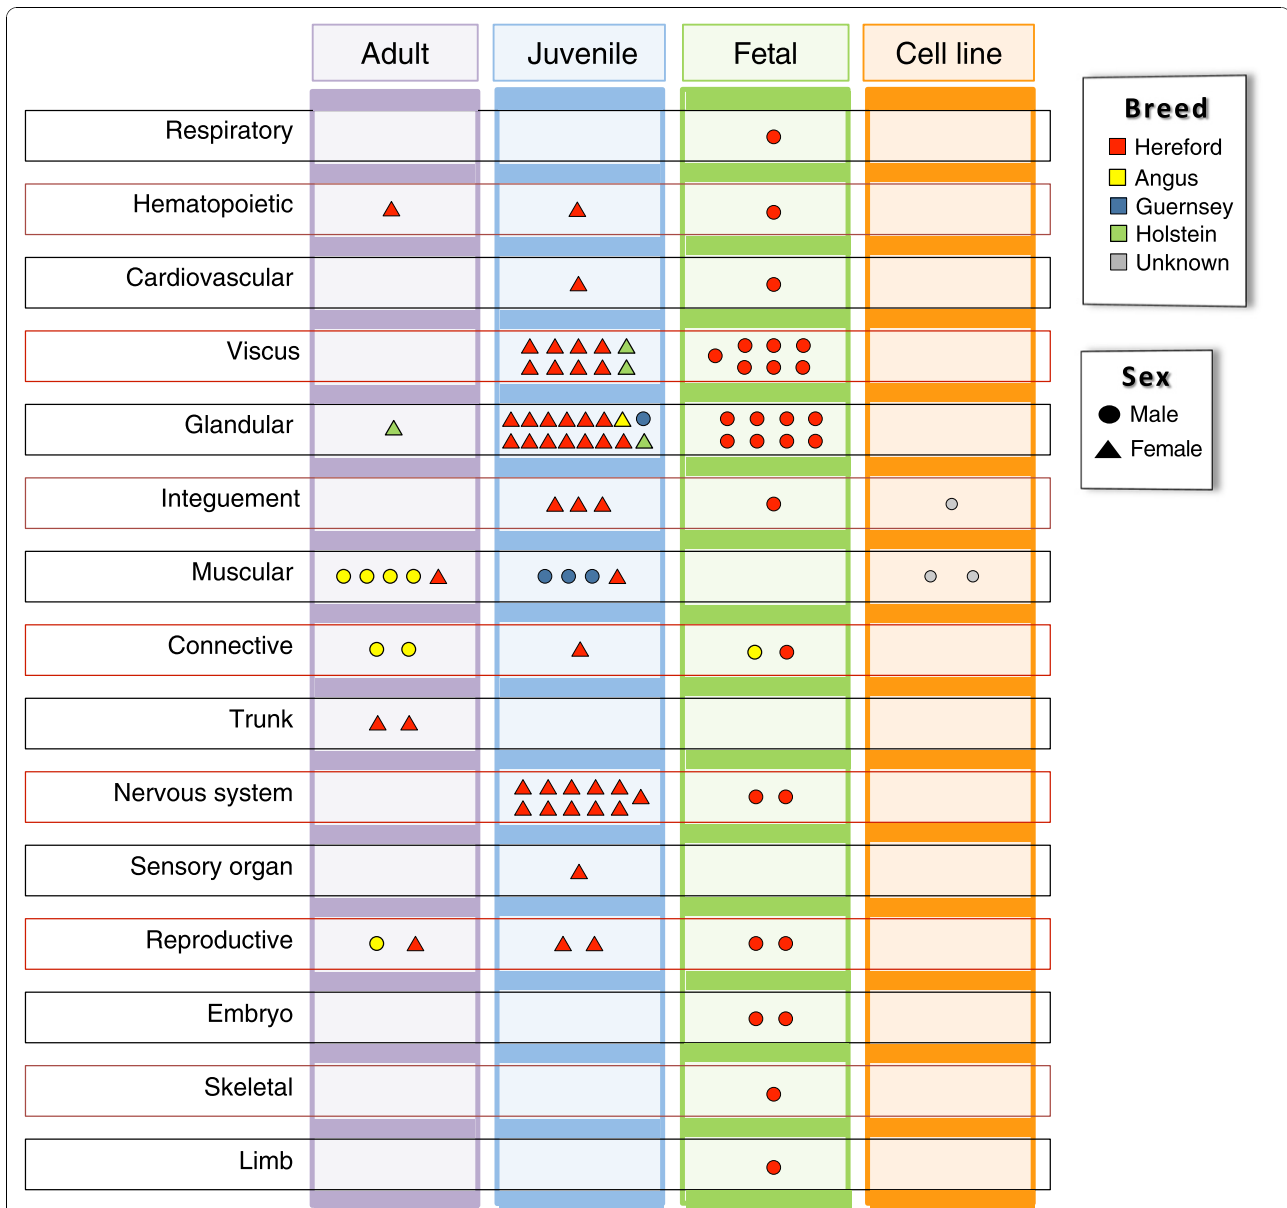 Adult
Juvenile
Fetal
Cell line
Breed
Hereford
Angus
Guernsey
Holstein
Unknown
Sex
Male
Female
Respiratory
Hematopoietic
Cardiovascular
Viscus
Glandular
Integuement
Muscular
Connective
Trunk
Nervous system
Sensory organ
Reproductive
Embryo
Skeletal
Limb